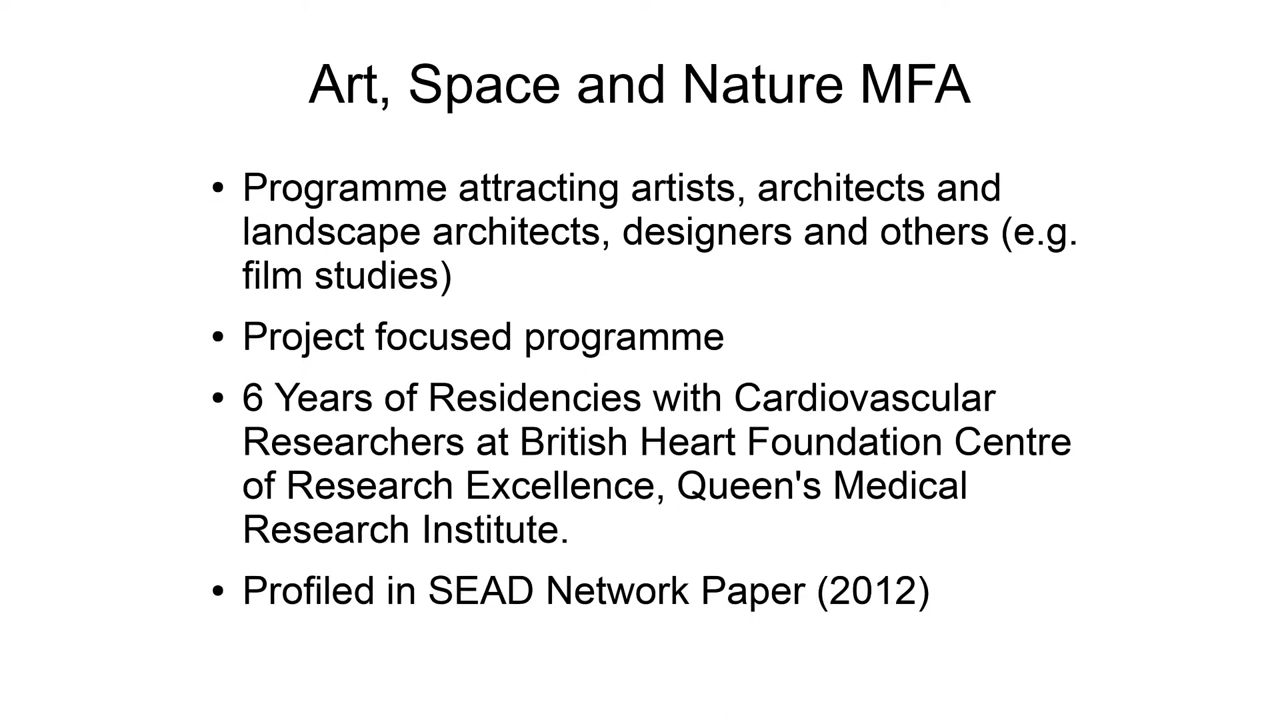 Art, Space and Nature MFA
• Programme attracting artists, architects and
landscape architects, designers and others (e.g.
film studies)
• Project focused programme
• 6 Years of Residencies with Cardiovascular
Researchers at British Heart Foundation Centre
of Research Excellence, Queen's Medical
Research Institute.
• Profiled in SEAD Network Paper (2012)